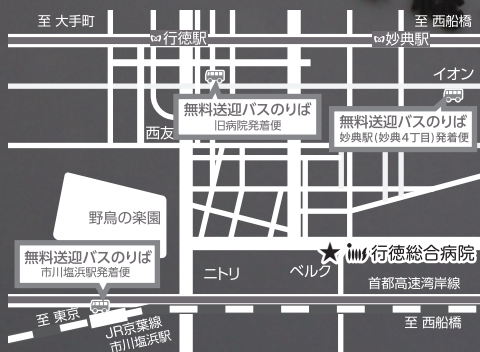 至 大手町
至 西船橋
行徳駅
妙典駅
イオン
無料送迎バスのりば
旧病院発着便
無料送迎バスのりば
妙典駅(妙典4丁目)発着便
西友
野鳥の楽園
無料送迎バスのりば
市川塩浜駅発着便
★ ims 行徳総合病院
ニトリ
ベルク
首都高速湾岸線
至 東京
至 西船橋
JR京葉線
市川塩浜駅